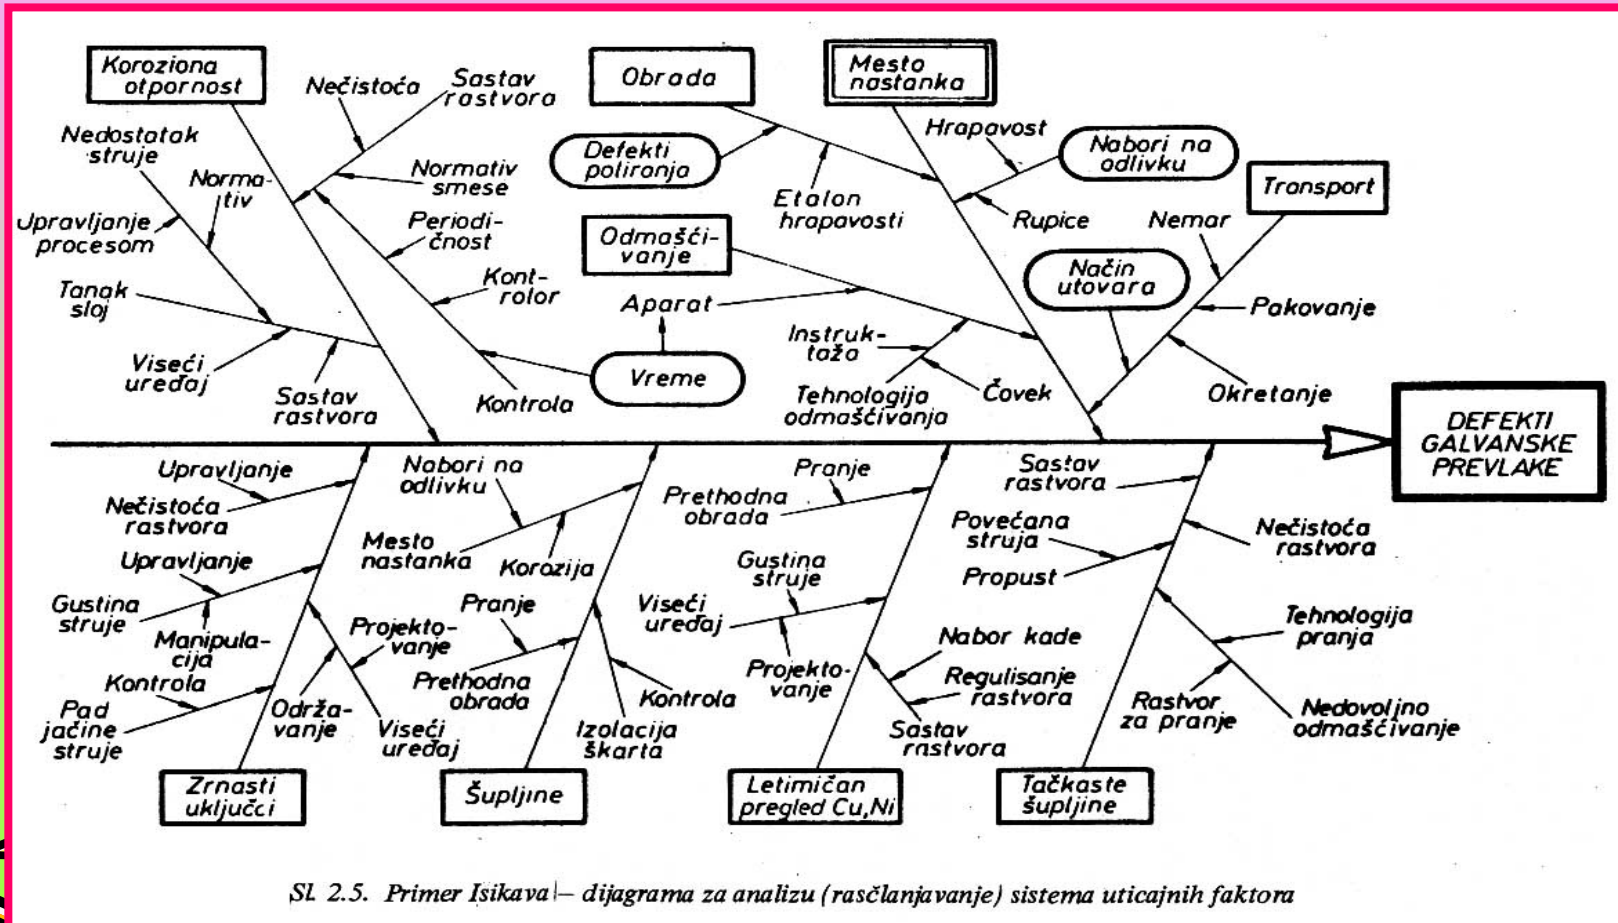 Koroziona
otpornost
Nečistoća
Sastav
rastvora
Obrada
Mesto
nastanka
Nedostatak
struje
Norma-
tiv
Normativ
smese
Defekti
poliranja
Hrapavost
Nabori na
odlivku
Upravljanje
procesom
Periodi-
čnost
Etalon
hrapavosti
Rupice
Nemar
Transport
Odmašći-
vanje
Tanak
sloj
Kont-
rolor
Aparat
Način
utovara
Pakovanje
Viseći
uređaj
Sastav
rastvora
Kontrola
Vreme
Instruk-
taža
Tehnologija
odmašćivanja
Čovek
Okretanje
DEFEKTI
GALVANSKE
PREVLAKE
Upravljanje
Nečistoća
rastvora
Upravljanje
Gustina
struje
Manipula-
cija
Kontrola
Pad
jačine
struje
Održa-
vanje
Projekto-
vanje
Viseći
uređaj
Zrnasti
uključci
Nabori na
odlivku
Mesto
nastanka
Korozija
Pranje
Prethodna
obrada
Kontrola
Izolacija
škarta
Šupljine
Pranje
Prethodna
obrada
Gustina
struje
Viseći
uređaj
Projekto-
vanje
Nabor kade
Regulisanje
rastvora
Sastav
rastvora
Letimičan
pregled Cu,Ni
Sastav
rastvora
Povećana
struja
Propust
Nečistoća
rastvora
Tehnologija
pranja
Rastvor
za pranje
Nedovoljno
odmašćivanje
Tačkaste
šupljine
Sl. 2.5. Primer Isikava – dijagrama za analizu (rasčlanjavanje) sistema uticajnih faktora